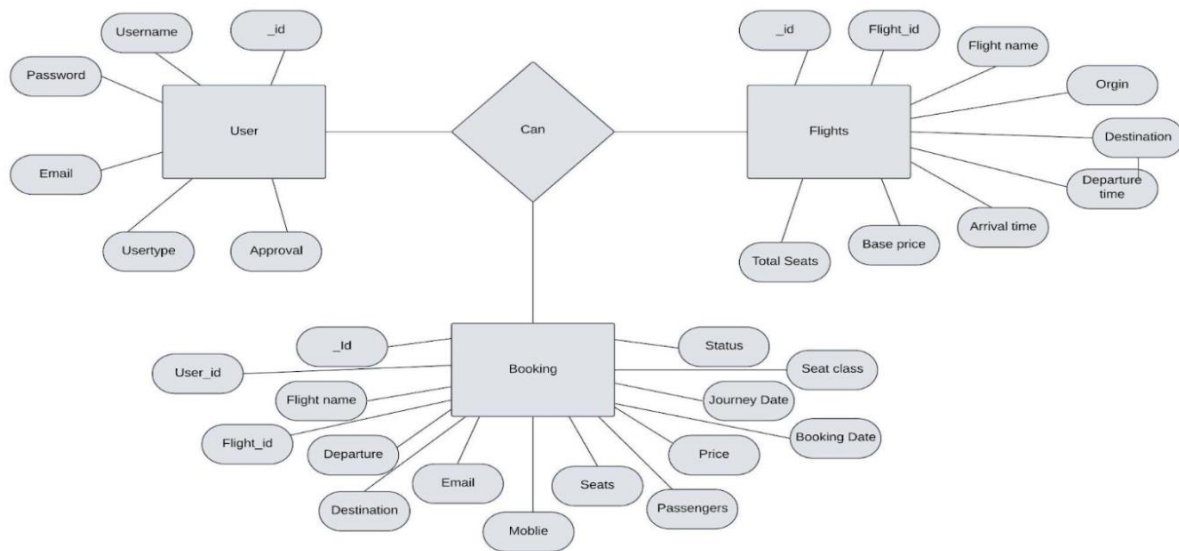 Username
_id
Password
User
Email
Usertype
Approval
Can
_id
Flight_id
Flight name
Orgin
Flights
Destination
Departure
time
Arrival time
Base price
Total Seats
_Id
Status
User_id
Booking
Seat class
Flight name
Journey Date
Flight_id
Booking Date
Departure
Price
Email
Seats
Destination
Passengers
Moblie